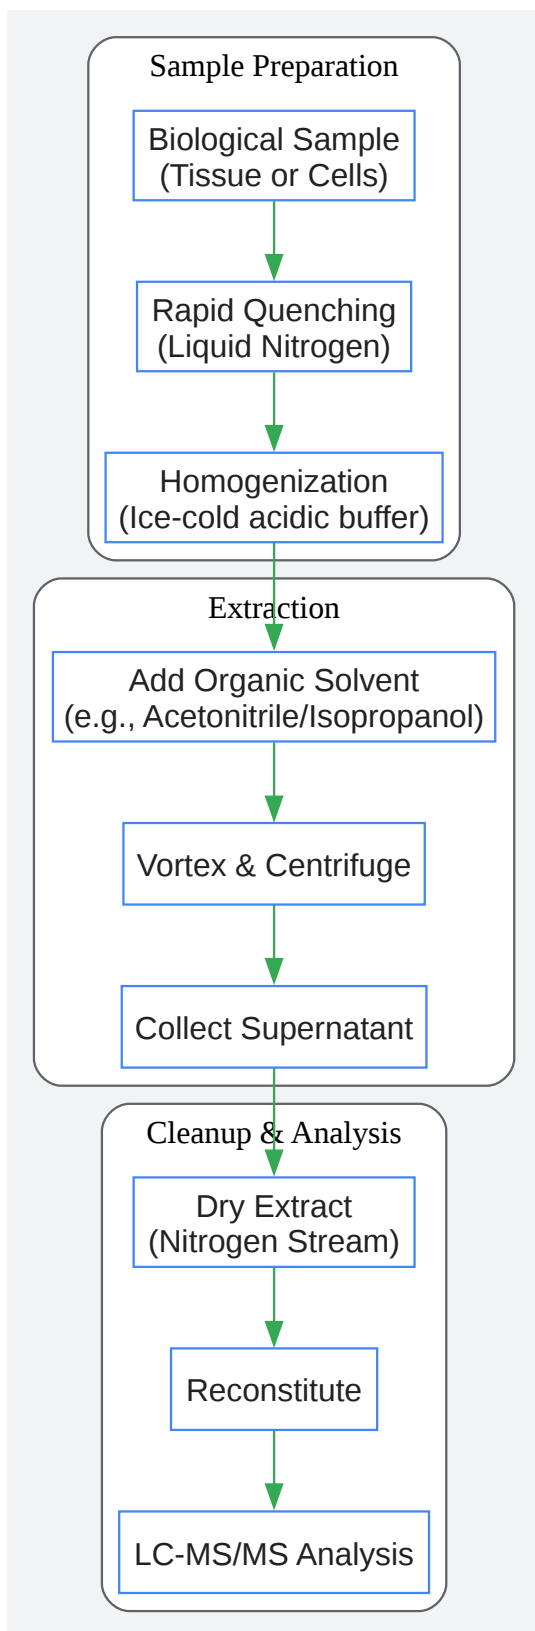 Sample Preparation
Biological Sample
(Tissue or Cells)
Rapid Quenching
(Liquid Nitrogen)
Homogenization
(Ice-cold acidic buffer)
Extraction
Add Organic Solvent
(e.g., Acetonitrile/Isopropanol)
Vortex & Centrifuge
Collect Supernatant
Cleanup & Analysis
Dry Extract
(Nitrogen Stream)
Reconstitute
LC-MS/MS Analysis